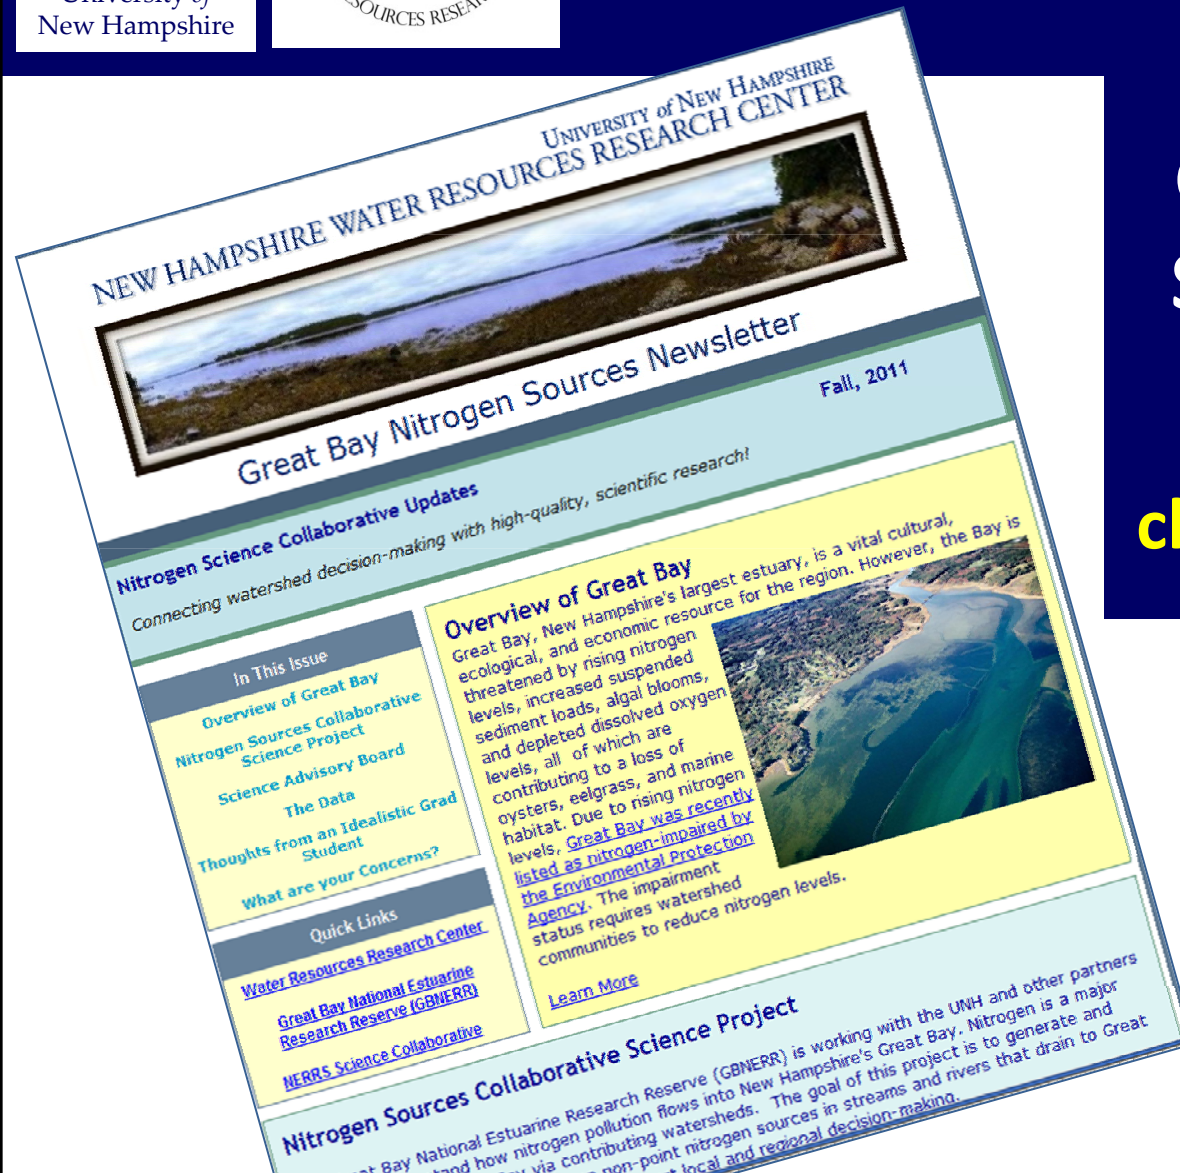 University of
New Hampshire
SOURCES RESEAR
UNIVERSITY of NEW HAMPSHIRE
NEW HAMPSHIRE WATER RESOURCES RESEARCH CENTER
Great Bay Nitrogen Sources Newsletter
Fall, 2011
Nitrogen Science Collaborative Updates
Connecting watershed decision-making with high-quality, scientific research!
In This Issue
Overview of Great Bay
Nitrogen Sources Collaborative
Science Project
Science Advisory Board
The Data
Thoughts from an Idealistic Grad
Student
What are your Concerns?
Quick Links
Water Resources Research Center
Great Bay National Estuarine
Research Reserve (GBNERR)
NERRS Science Collaborative
Overview of Great Bay
Great Bay, New Hampshire's largest estuary, is a vital cultural,
ecological, and economic resource for the region. However, the Bay is
threatened by rising nitrogen
levels, increased suspended
sediment loads, algal blooms,
and depleted dissolved oxygen
levels, all of which are
contributing to a loss of
oysters, eelgrass, and marine
habitat. Due to rising nitrogen
levels, Great Bay was recently
listed as nitrogen-impaired by
the Environmental Protection
Agency. The impairment
status requires watershed
communities to reduce nitrogen levels.
Learn More
Nitrogen Sources Collaborative Science Project
Bay National Estuarine Research Reserve (GBNERR) is working with the UNH and other partners
how nitrogen pollution flows into New Hampshire's Great Bay. Nitrogen is a major
via contributing watersheds. The goal of this project is to generate and
non-point nitrogen sources in streams and rivers that drain to Great
local and regional decision-making.